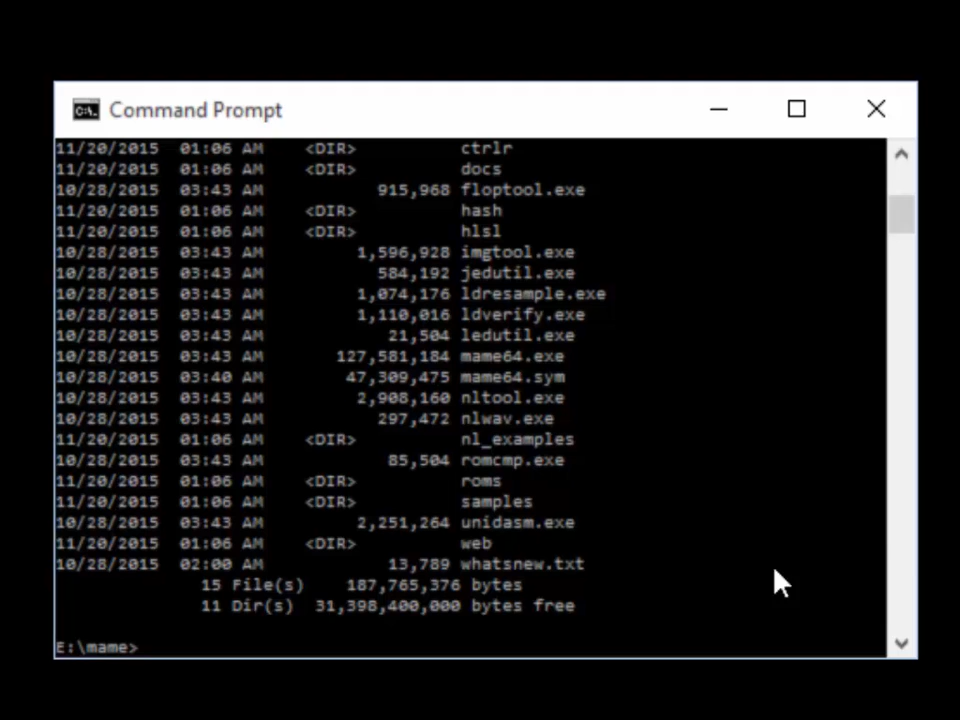 Command Prompt
11/20/2015  01:06 AM    <DIR>          ctrlr
11/20/2015  01:06 AM    <DIR>          docs
10/28/2015  03:43 AM           915,968 floptool.exe
11/20/2015  01:06 AM    <DIR>          hash
11/20/2015  01:06 AM    <DIR>          hlsl
10/28/2015  03:43 AM         1,596,928 imgtool.exe
10/28/2015  03:43 AM           584,192 jedutil.exe
10/28/2015  03:43 AM         1,074,176 ldresample.exe
10/28/2015  03:43 AM         1,110,016 ldverify.exe
10/28/2015  03:43 AM            21,504 ledutil.exe
10/28/2015  03:43 AM       127,581,184 mame64.exe
10/28/2015  03:40 AM        47,309,475 mame64.sym
10/28/2015  03:43 AM         2,908,160 nltool.exe
10/28/2015  03:43 AM           297,472 nlwav.exe
11/20/2015  01:06 AM    <DIR>          nl_examples
10/28/2015  03:43 AM            85,504 romcmp.exe
11/20/2015  01:06 AM    <DIR>          roms
11/20/2015  01:06 AM    <DIR>          samples
10/28/2015  03:43 AM         2,251,264 unidasm.exe
11/20/2015  01:06 AM    <DIR>          web
10/28/2015  02:00 AM            13,789 whatsnew.txt
15 File(s)    187,765,376 bytes
11 Dir(s)  31,398,400,000 bytes free
E:\mame>